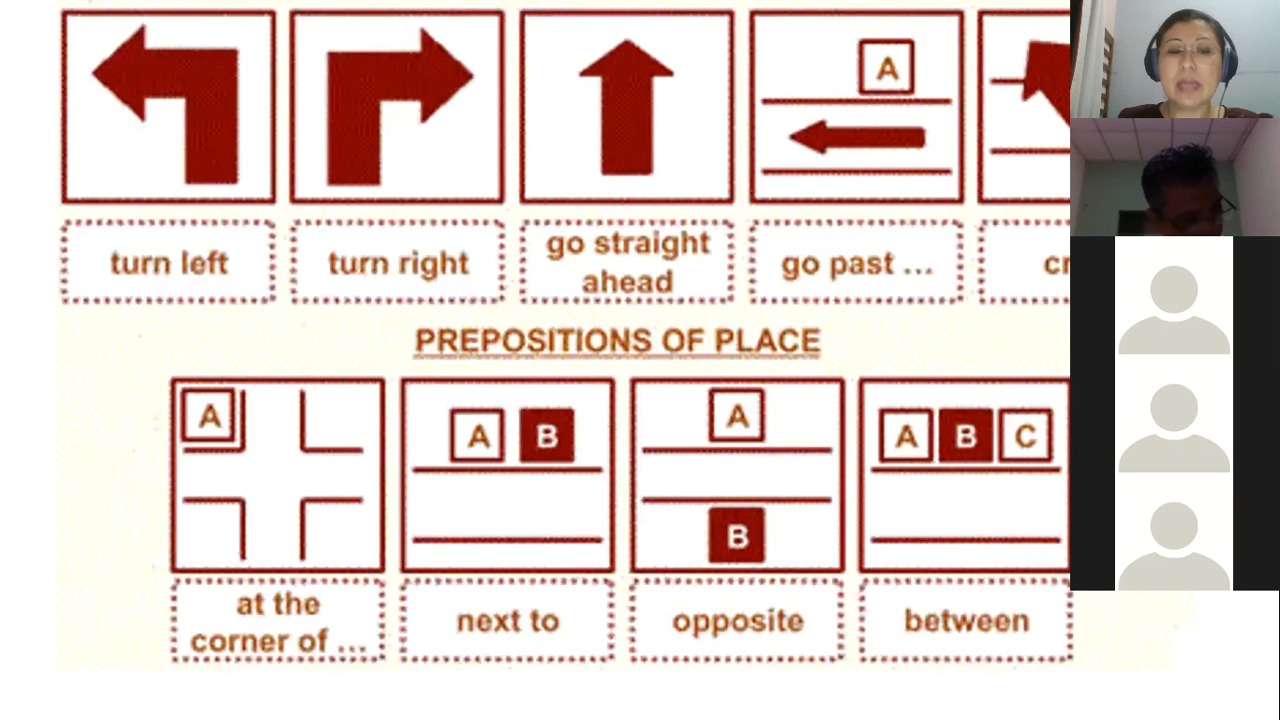 A
turn left
turn right
go straight
ahead
go past ...
cr
PREPOSITIONS OF PLACE
A
A B
A
B
A B C
at the
corner of ...
next to
opposite
between